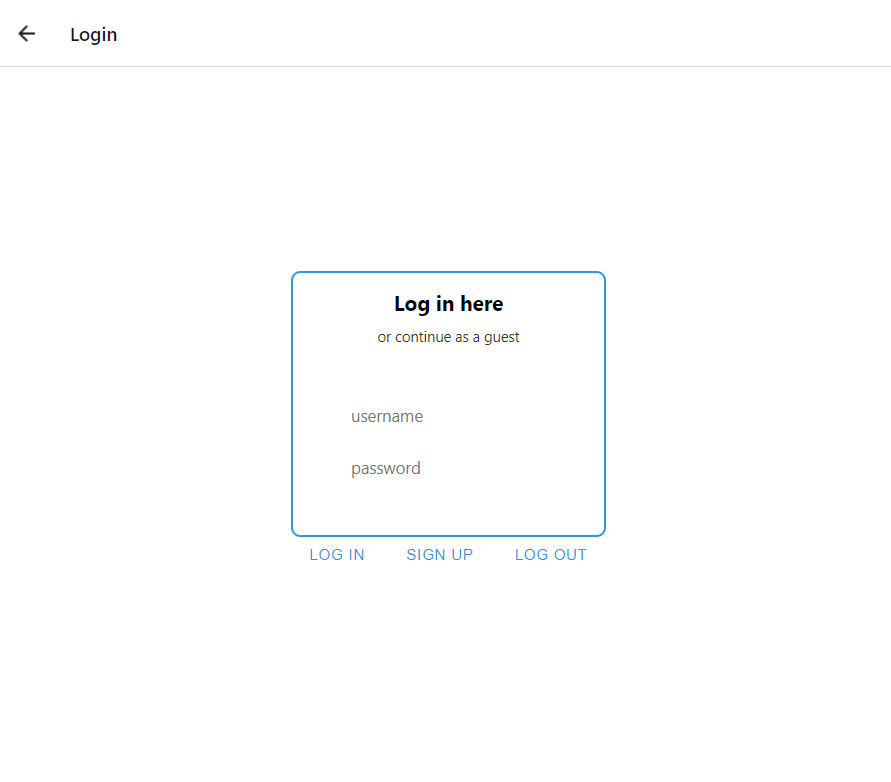 Login
Log in here
or continue as a guest
username
password
LOG IN SIGN UP LOG OUT